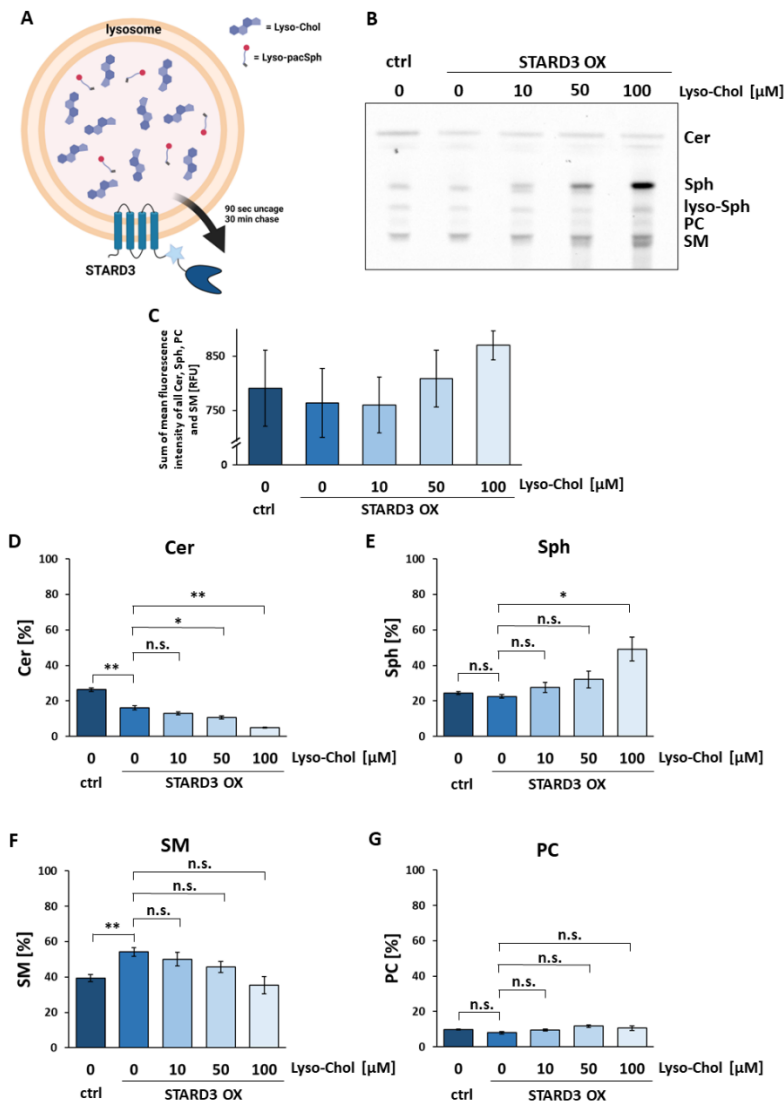 A
lysosome
= Lyso-Chol
= Lyso-pacSph
90 sec uncage
30 min chase
STARD3
B
ctrl
STARD3 OX
0 0 10 50 100 Lyso-Chol [µM]
Cer
Sph
lyso-Sph
PC
SM
C
Sum of mean fluorescence
intensity of all Cer, Sph, PC
and SM [RFU]
850
750
0
0 0 10 50 100 Lyso-Chol [µM]
ctrl STARD3 OX
D
Cer
Cer [%]
100
80
60
40
20
0
**
*
n.s.
**
0 0 10 50 100 Lyso-Chol [µM]
ctrl STARD3 OX
E
Sph
Sph [%]
100
80
60
40
20
0
*
n.s.
n.s.
n.s.
0 0 10 50 100
ctrl STARD3 OX
F
SM
SM [%]
100
80
60
40
20
0
n.s.
n.s.
n.s.
**
0 0 10 50 100 Lyso-Chol [µM]
ctrl STARD3 OX
G
PC
PC [%]
100
80
60
40
20
0
n.s.
n.s.
n.s.
n.s.
0 0 10 50 100
ctrl STARD3 OX